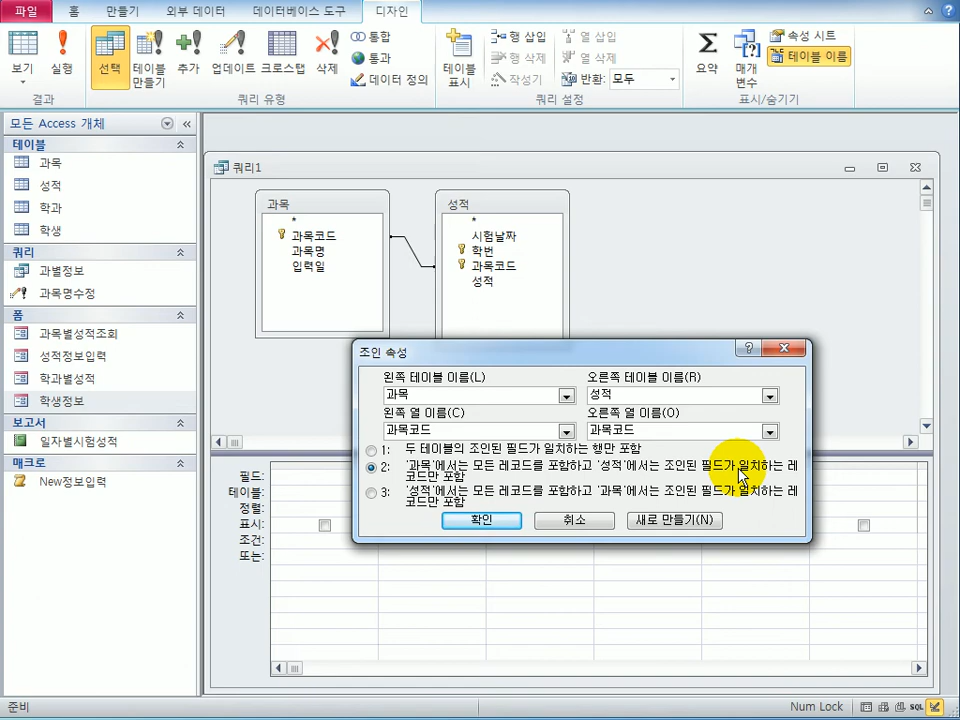 파일 홈 만들기 외부 데이터 데이터베이스 도구 디자인
보기 실행 선택 테이블 만들기 추가 업데이트 크로스탭 삭제
통합
통과
데이터 정의
테이블 표시
행 삽입
행 삭제
작성기
열 삽입
열 삭제
반환: 모두
요약 매개 변수
속성 시트
테이블 이름
결과 쿼리 유형 쿼리 설정 표시/숨기기
모든 Access 개체
테이블
과목
성적
학과
학생
쿼리
과별정보
과목명수정
폼
과목별성적조회
성적정보입력
학과별성적
학생정보
보고서
일자별시험성적
매크로
New정보입력
쿼리1
과목
*
과목코드
과목명
입력일
성적
*
시험날짜
학번
과목코드
성적
조인 속성
왼쪽 테이블 이름(L) 오른쪽 테이블 이름(R)
과목 성적
왼쪽 열 이름(C) 오른쪽 열 이름(O)
과목코드 과목코드
1: 두 테이블의 조인된 필드가 일치하는 행만 포함
2: '과목'에서는 모든 레코드를 포함하고 '성적'에서는 조인된 필드가 일치하는 레
코드만 포함
3: '성적'에서는 모든 레코드를 포함하고 '과목'에서는 조인된 필드가 일치하는 레
코드만 포함
확인 취소 새로 만들기(N)
필드:
테이블:
정렬:
표시:
조건:
또는:
준비 Num Lock SQL